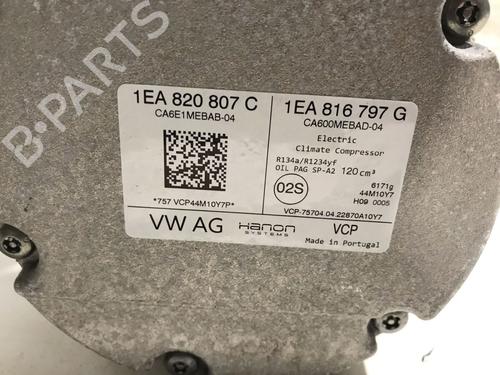 1EA 820 807 C
CA6E1MEBAB-04
*757 VCP44M10Y7P*
VW AG
1EA 816 797 G
CA600MEBAD-04
Electric
Climate Compressor
R134a/R1234yf
OIL PAG SP-A2 120 cm³
02S
6171g
44M10Y7
H09 0005
VCP-75704.04.22870A10Y7
Hanon
SYSTEMS
VCP
Made in Portugal
B-PARTS